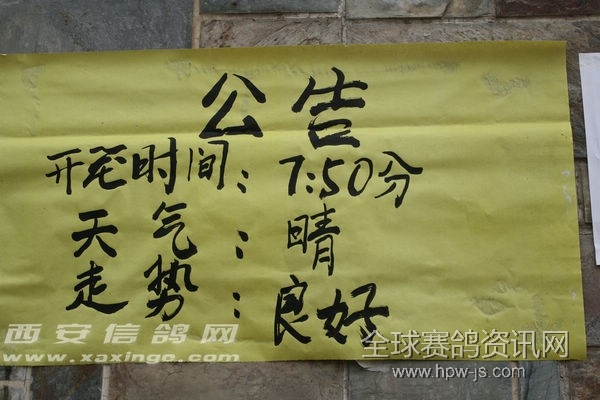 公告
开笼时间：7:50分
天气：晴
走势：良好
西安信鸽网
www.xaxinge.com
全球赛鸽资讯网
www.hpw-js.com